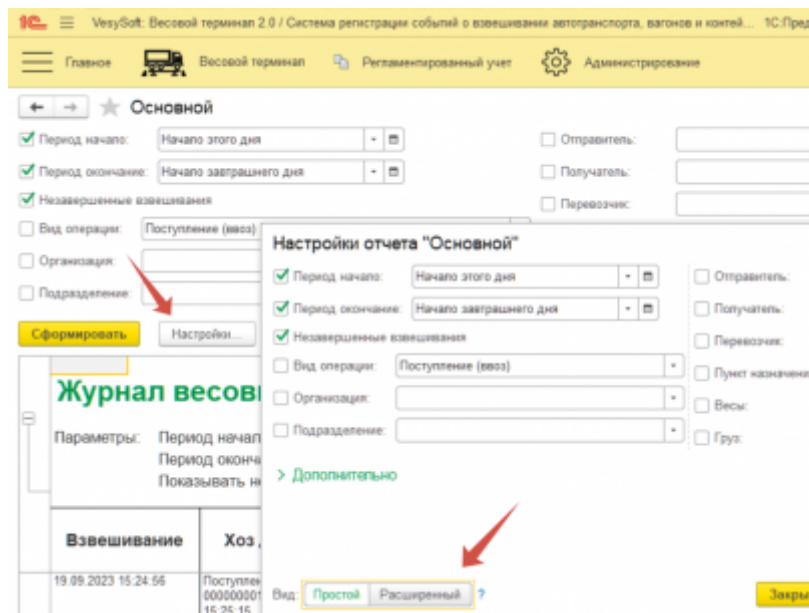 1С VesySoft: Весовой терминал 2.0 / Система регистрации событий о взвешивании автотранспорта, вагонов и контей... 1С:Пред
Главное Весовой терминал Регламентированный учет Администрирование
Основной
Период начало: Начало этого дня Отправитель:
Период окончание: Начало завтрашнего дня Получатель:
Незавершенные взвешивания Перевозчик:
Вид операции: Поступление (ввоз)
Организация:
Подразделение:
Сформировать Настройки...
Журнал весов
Параметры: Период начал
Период оконча
Показывать н
Взвешивание Хоз.
19.09.2023 15:24:56 Поступлен
000000001
15:25:15
Настройки отчета "Основной"
Период начало: Начало этого дня Отправитель:
Период окончание: Начало завтрашнего дня Получатель:
Незавершенные взвешивания Перевозчик:
Вид операции: Поступление (ввоз) Пункт назначени
Организация: Весы:
Подразделение: Груз:
> Дополнительно
Вид: Простой Расширенный ? Закры